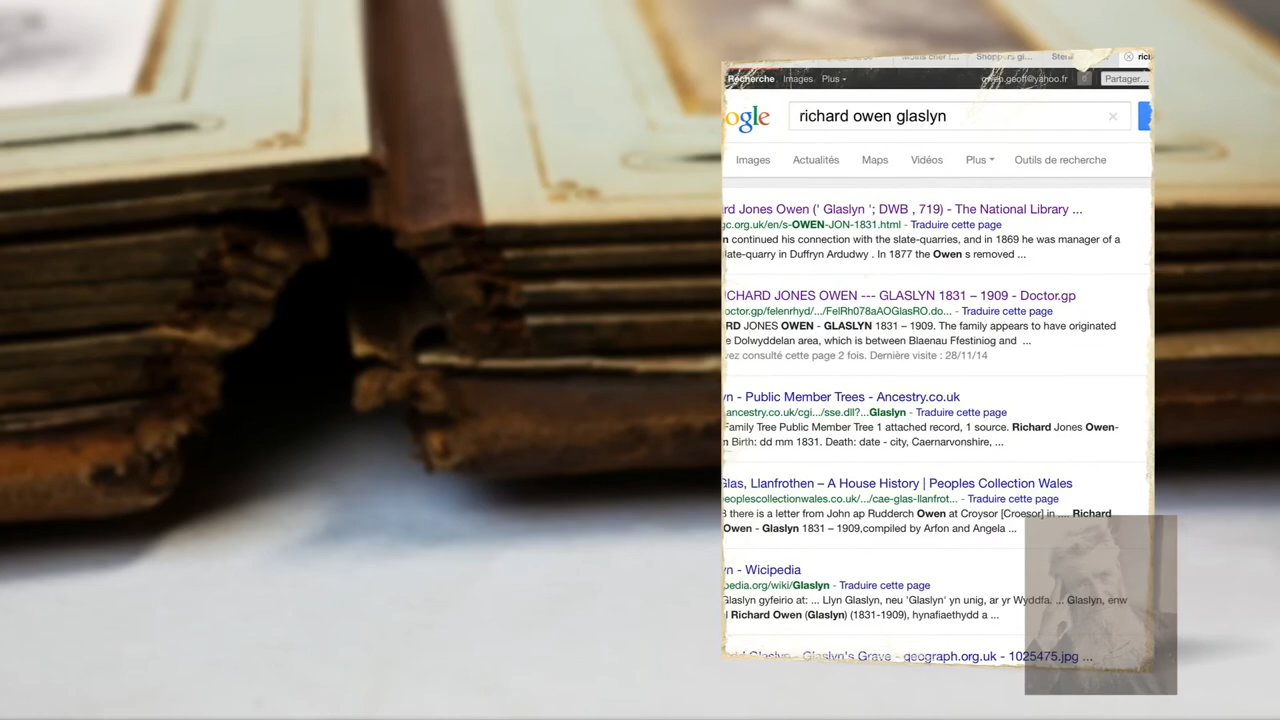 Shoppers gi...
Recherche Images Plus
owen.geoff@yahoo.fr 0 Partager...
ogle richard owen glaslyn ×
Images Actualités Maps Vidéos Plus Outils de recherche
rd Jones Owen (' Glaslyn '; DWB , 719) - The National Library ...
gc.org.uk/en/s-OWEN-JON-1831.html - Traduire cette page
n continued his connection with the slate-quarries, and in 1869 he was manager of a
late-quarry in Duffryn Ardudwy . In 1877 the Owen s removed ...
CHARD JONES OWEN --- GLASLYN 1831 – 1909 - Doctor.gp
octor.gp/felenrhyd/.../FelRh078aAOGlasRO.do... - Traduire cette page
RD JONES OWEN - GLASLYN 1831 – 1909. The family appears to have originated
e Dolwyddelan area, which is between Blaenau Ffestiniog and ...
vez consulté cette page 2 fois. Dernière visite : 28/11/14
yn - Public Member Trees - Ancestry.co.uk
ancestry.co.uk/cgi.../sse.dll?...Glaslyn - Traduire cette page
Family Tree Public Member Tree 1 attached record, 1 source. Richard Jones Owen-
n Birth: dd mm 1831. Death: date - city, Caernarvonshire, ...
Glas, Llanfrothen – A House History | Peoples Collection Wales
eoplescollectionwales.co.uk/.../cae-glas-llanfrot... - Traduire cette page
3 there is a letter from John ap Rudderch Owen at Croysor [Croesor] in .... Richard
Owen - Glaslyn 1831 – 1909,compiled by Arfon and Angela ...
yn - Wicipedia
pedia.org/wiki/Glaslyn - Traduire cette page
Glaslyn gyfeirio at: ... Llyn Glaslyn, neu 'Glaslyn' yn unig, ar yr Wyddfa. ... Glaslyn, enw
l Richard Owen (Glaslyn) (1831-1909), hynafiaethydd a ...
Glaslyn - Glaslyn's Grave - geograph.org.uk - 1025475.jpg ...